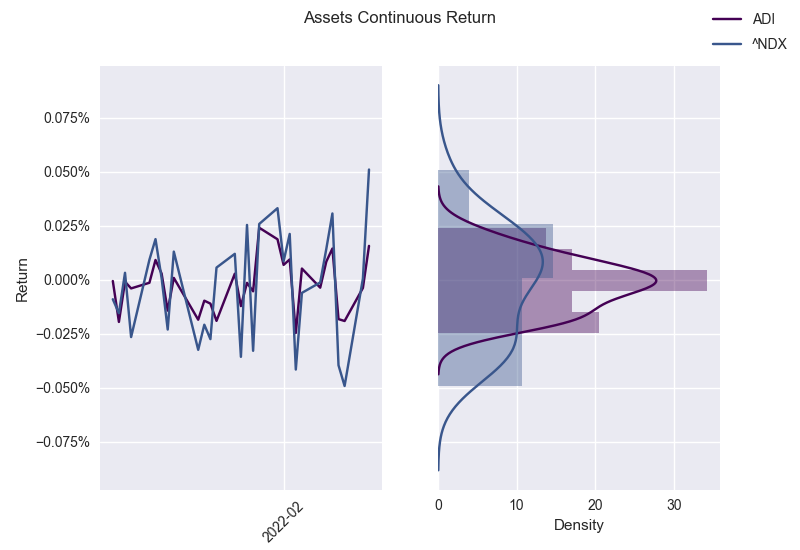 Assets Continuous Return
ADI
^NDX
0.075%
0.050%
0.025%
0.000%
−0.025%
−0.050%
−0.075%
Return
2022-02
0
10
20
30
Density